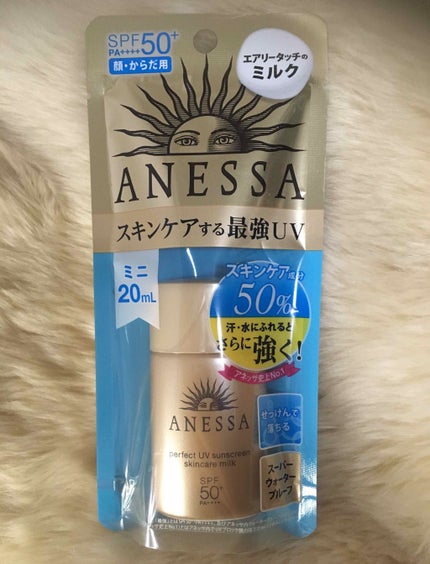 SPF50+
PA++++
顔・からだ用
エアリータッチの
ミルク
ANESSA
スキンケアする最強UV
ミニ
20mL
スキンケア成分
50%
汗・水にふれると
さらに強く!
アネッサ史上No.1
ANESSA
perfect UV sunscreen
skincare milk
SPF
50+
PA++++
せっけんで
落ちる
スーパー
ウォーター
プルーフ